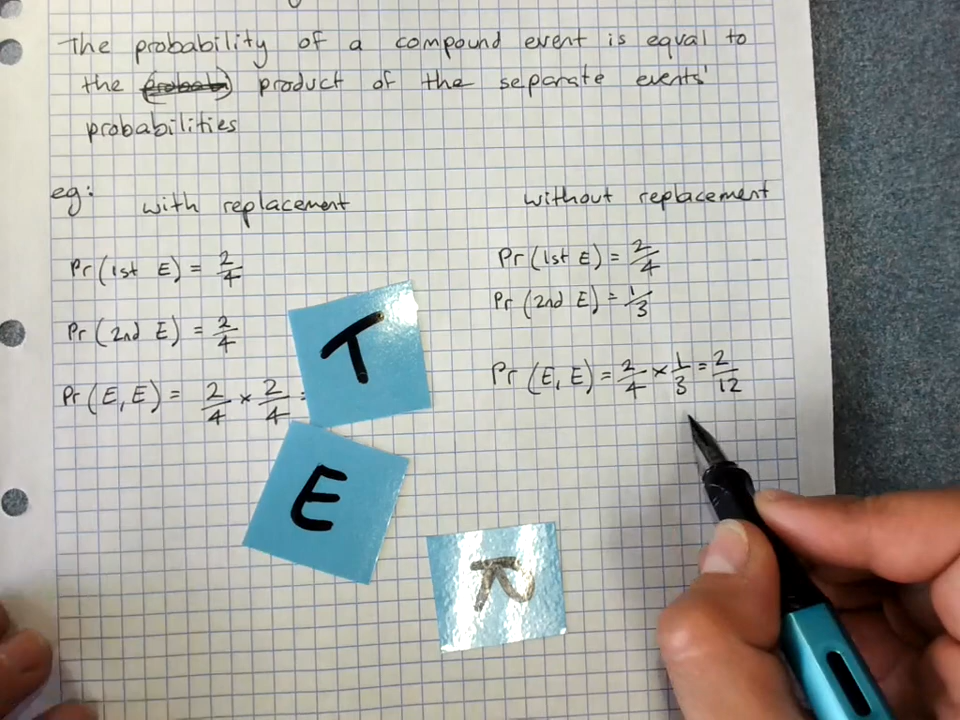 The probability of a compound event is equal to
the product of the separate events'
probabilities
eg:
with replacement
Pr(1st E) = 2/4
Pr(2nd E) = 2/4
Pr(E, E) = 2/4 × 2/4 =
without replacement
Pr(1st E) = 2/4
Pr(2nd E) = 1/3
Pr(E, E) = 2/4 × 1/3 = 2/12
T
E